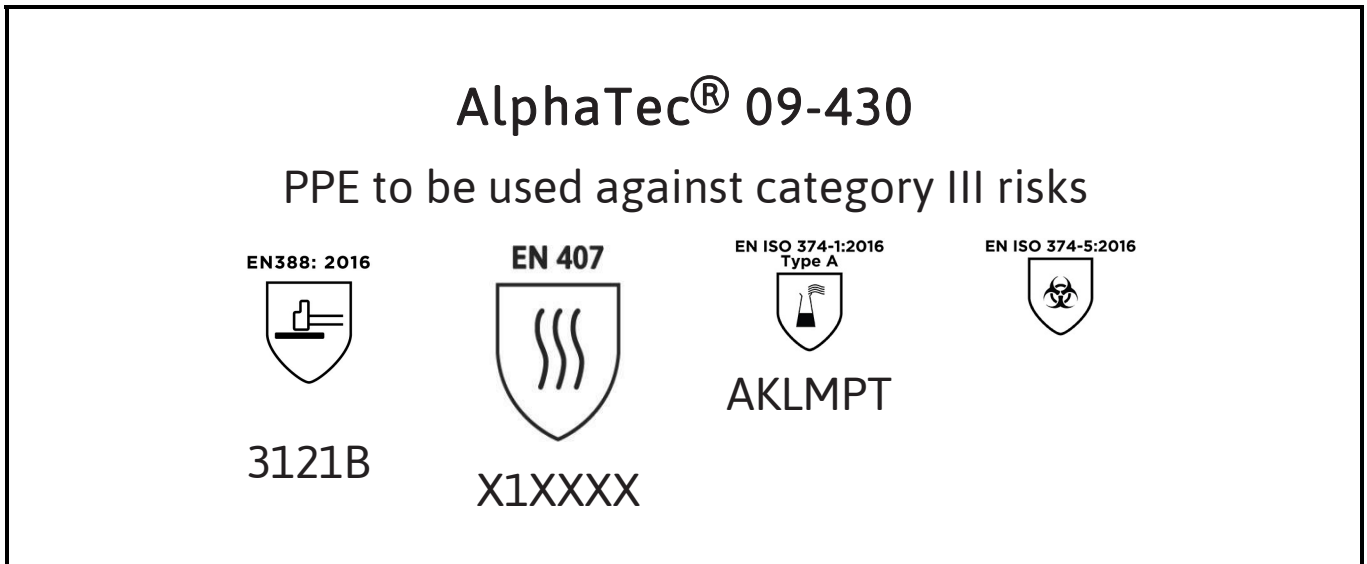 AlphaTec® 09-430
PPE to be used against category III risks
EN388: 2016
3121B
EN 407
X1XXXX
EN ISO 374-1:2016
Type A
AKLMPT
EN ISO 374-5:2016